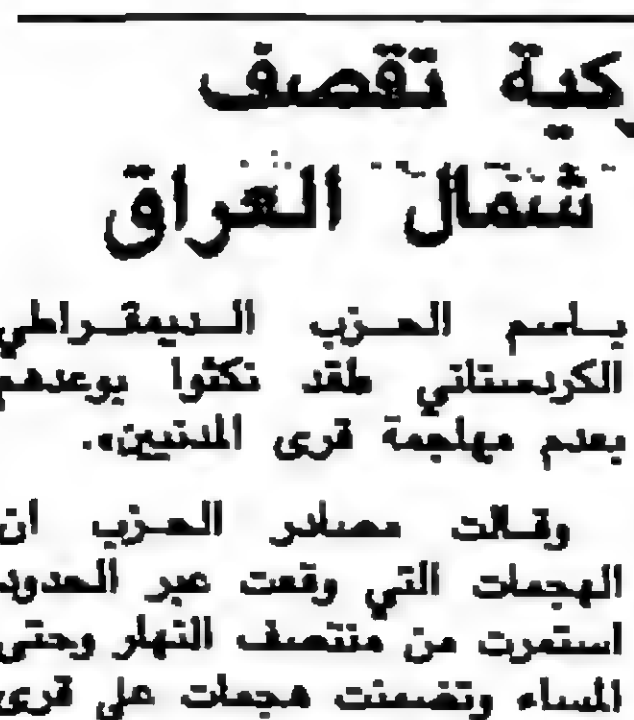 كية تقصف
شمال العراق
باسم الحزب الديمقراطي
الكردستاني «لقد نكثوا بوعدهم
بعدم مهاجمة قرى المدنيين».
وقالت مصادر الحزب ان
الهجمات التي وقعت عبر الحدود
استمرت من منتصف النهار وحتى
المساء وتضمنت هجمات على قرى